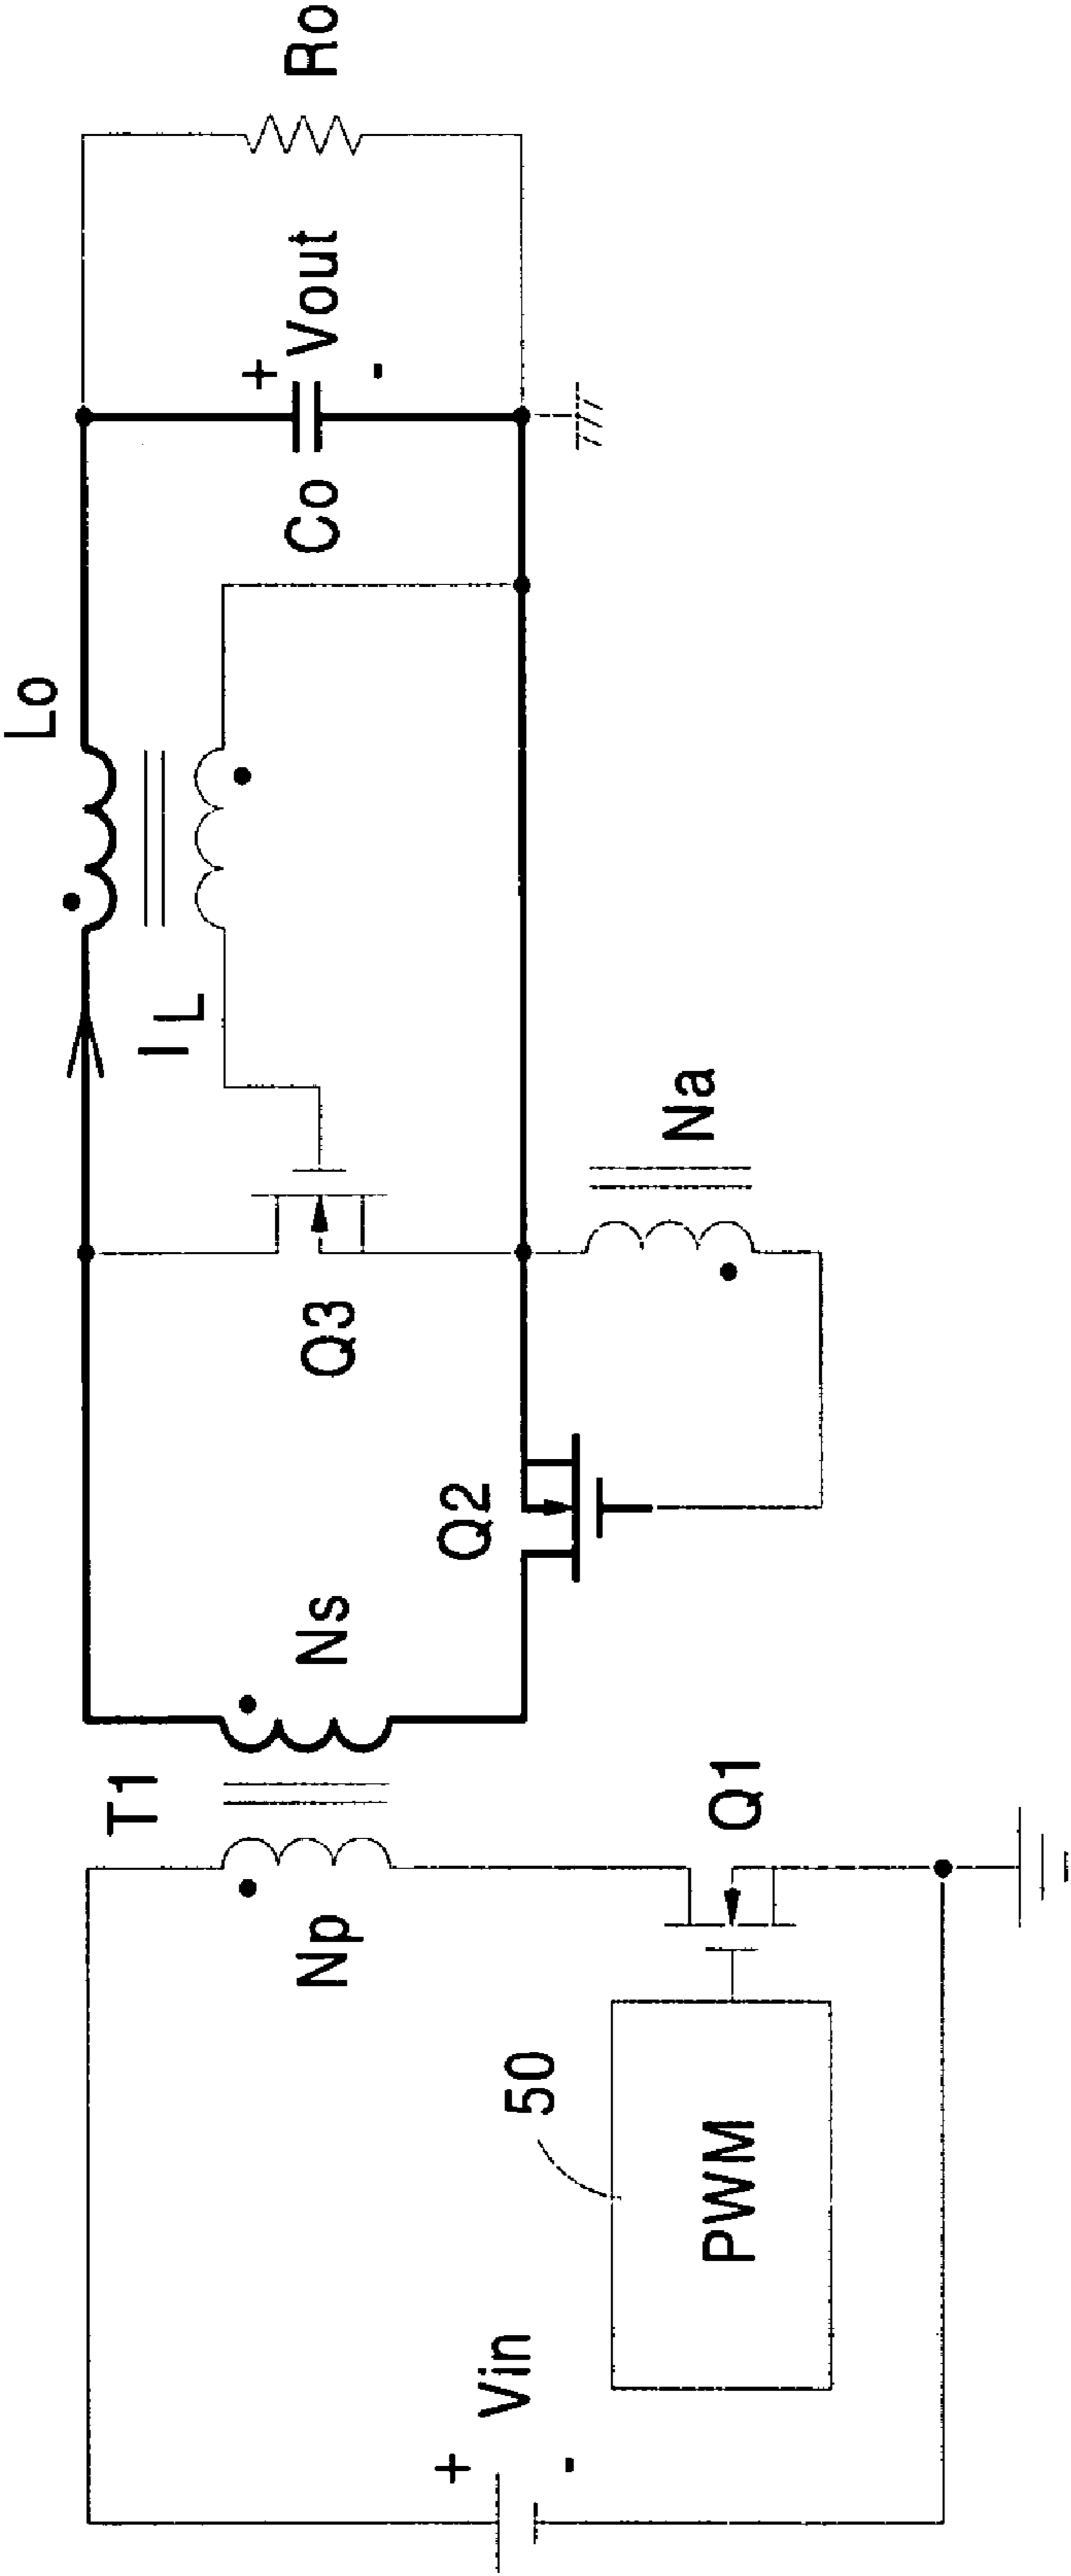 Vin
+
-
50
PWM
Np
T1
Ns
Q1
Q2
Q3
Na
IL
Lo
Co
+
Vout
-
Ro